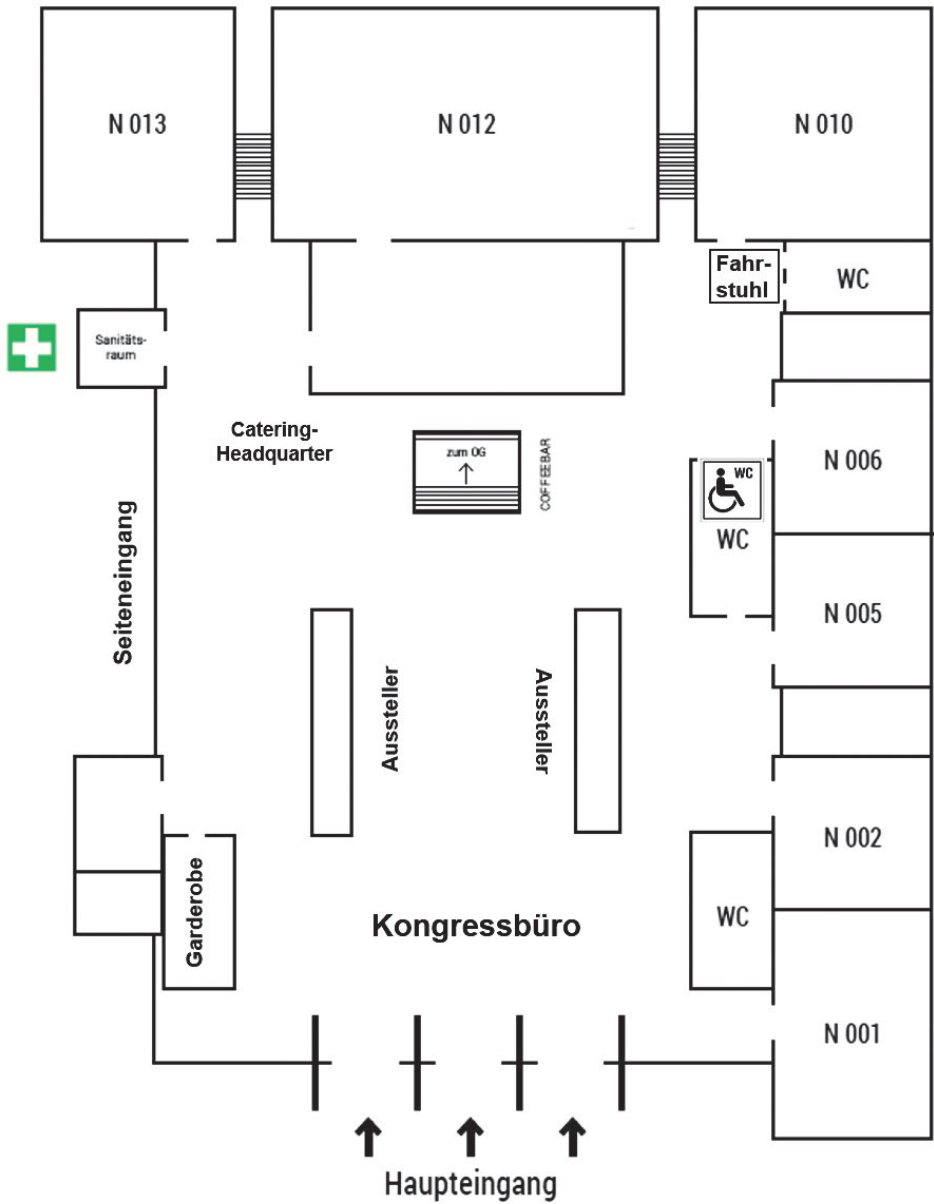 N 013
N 012
N 010
Fahr-
stuhl
WC
Sanitäts-
raum
Catering-
Headquarter
zum OG
COFFEEBAR
WC
WC
N 006
Seiteneingang
N 005
Aussteller
Aussteller
N 002
Garderobe
Kongressbüro
WC
N 001
Haupteingang